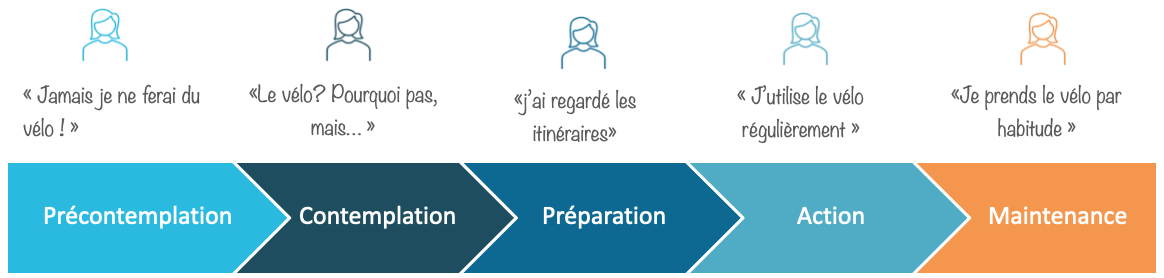 « Jamais je ne ferai du
vélo ! »
«Le vélo? Pourquoi pas,
mais... »
«j'ai regardé les
itinéraires»
« J'utilise le vélo
régulièrement »
«Je prends le vélo par
habitude »
Précontemplation
Contemplation
Préparation
Action
Maintenance